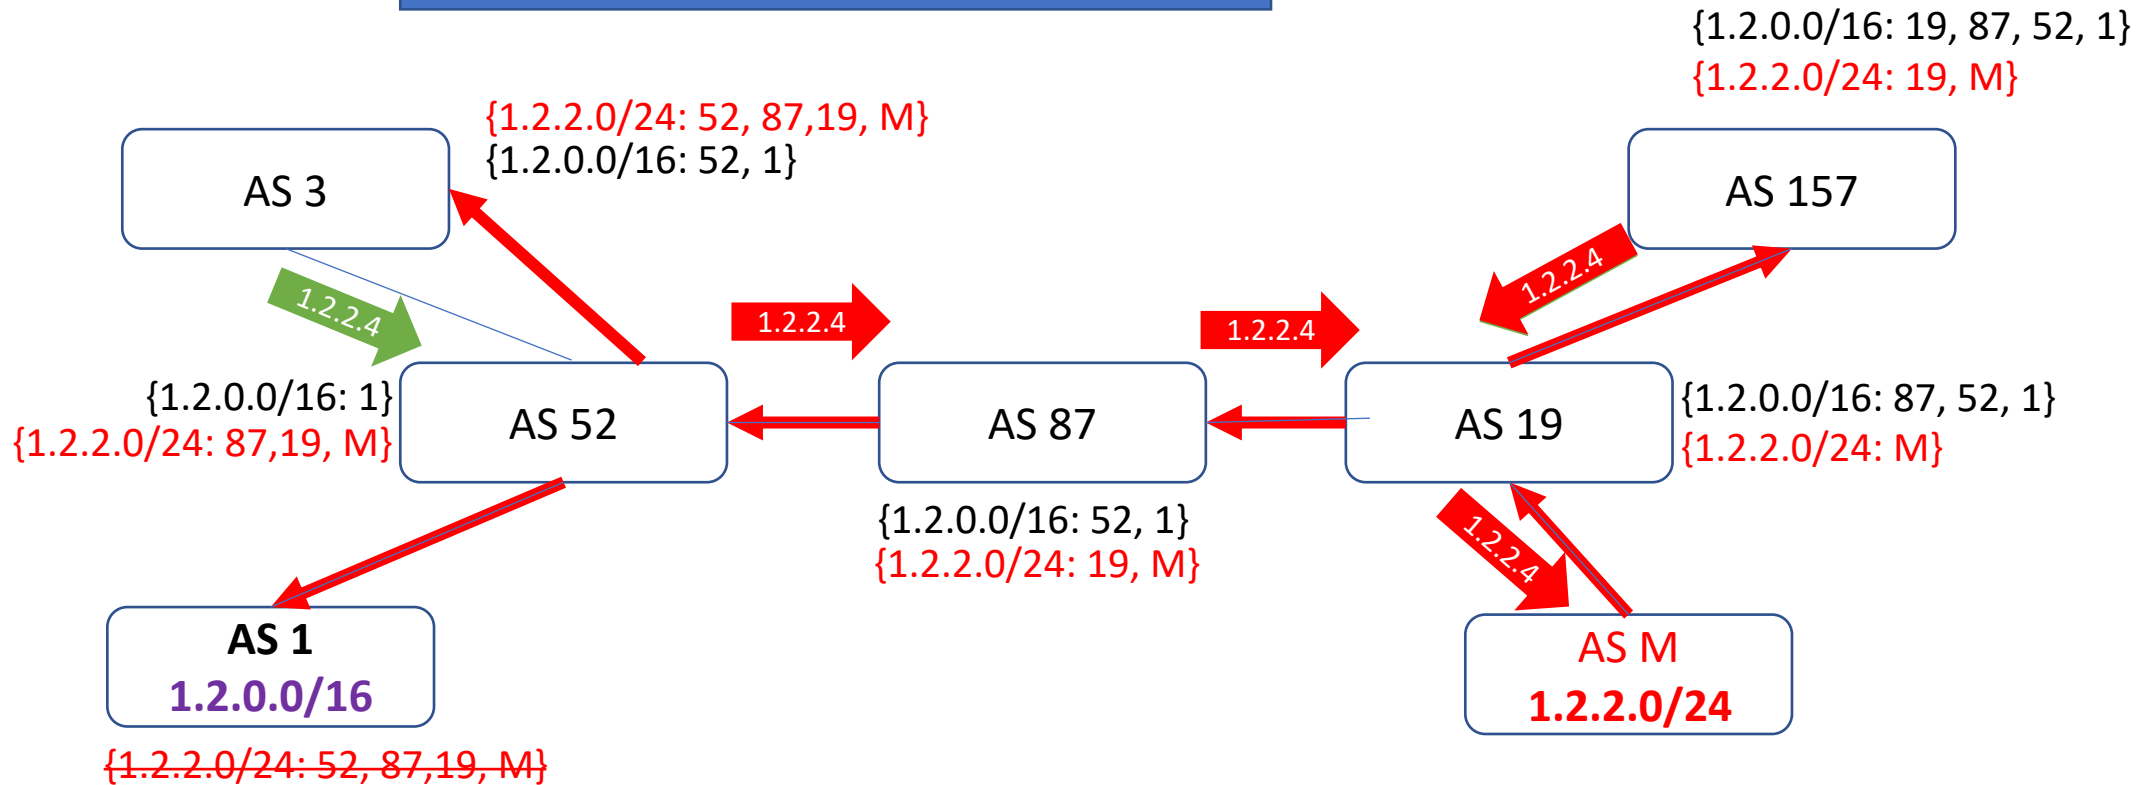 {1.2.0.0/16: 19, 87, 52, 1}
{1.2.2.0/24: 19, M}
{1.2.2.0/24: 52, 87,19, M}
{1.2.0.0/16: 52, 1}
AS 3
AS 157
1.2.2.4
1.2.2.4
1.2.2.4
1.2.2.4
{1.2.0.0/16: 1}
{1.2.2.0/24: 87,19, M}
AS 52
AS 87
AS 19
{1.2.0.0/16: 87, 52, 1}
{1.2.2.0/24: M}
{1.2.0.0/16: 52, 1}
{1.2.2.0/24: 19, M}
1.2.2.4
AS 1
1.2.0.0/16
AS M
1.2.2.0/24
{1.2.2.0/24: 52, 87,19, M}